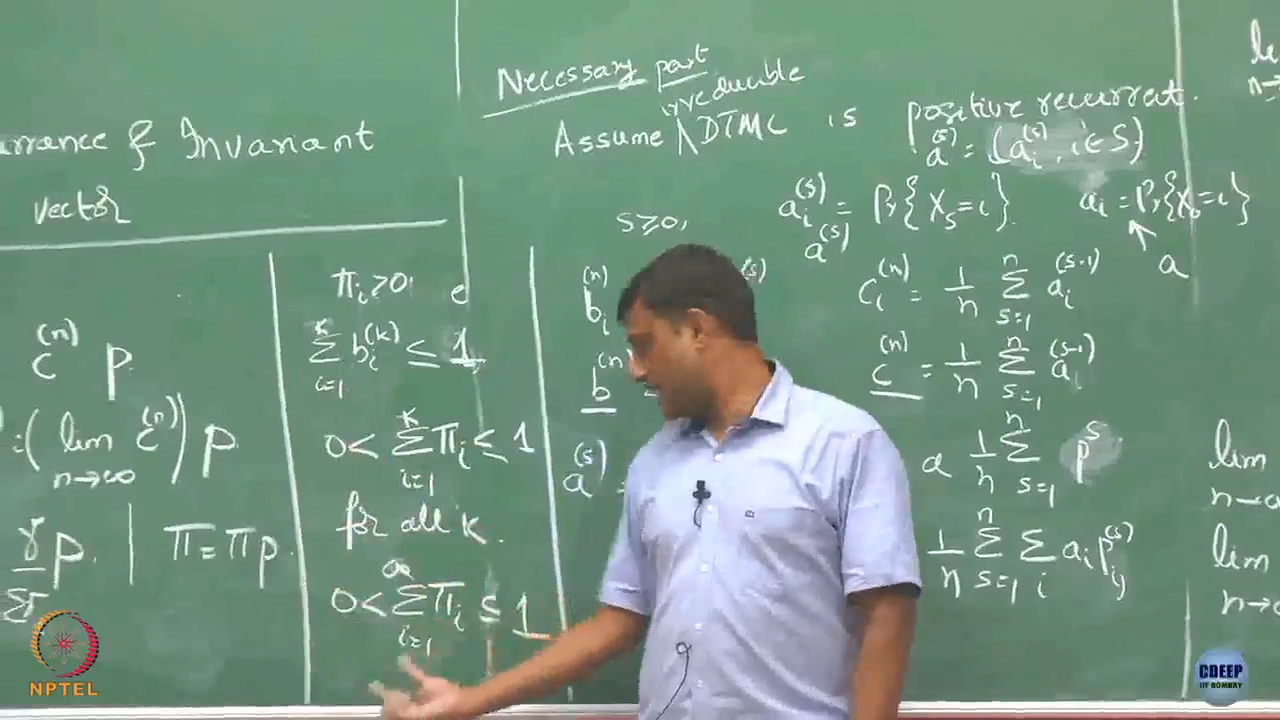 rrance & Invariant
vector
c^(n) P
= ( lim_{n→∞} c^(n) ) P
γ P | π = πP.
π_i > 0
Σ_{i=1}^{K} b_i^(K) ≤ 1
0 < Σ_{i=1}^{K} π_i ≤ 1
for all K.
0 < Σ_{i=1}^{∞} π_i ≤ 1
Necessary part
irreducible
Assume ∧ DTMC is positive recurrent.
a^(s) = (a_i^(s), i ∈ S)
s ≥ 0, a_i^(s) = Pr{X_s = i}. a_i = Pr{X_0 = i}
a^(s)
a
b_i^(n)
(s)
c_i^(n) = 1/n Σ_{s=1}^{n} a_i^(s-1)
b^(n)
c^(n) = 1/n Σ_{s=1}^{n} a_i^(s-1)
a^(s) =
a 1/n Σ_{s=1}^{n} P^s
1/n Σ_{s=1}^{n} Σ_i a_i p_ij^(s)
lim
n→
lim
n→
NPTEL
CDEEP
IIT BOMBAY